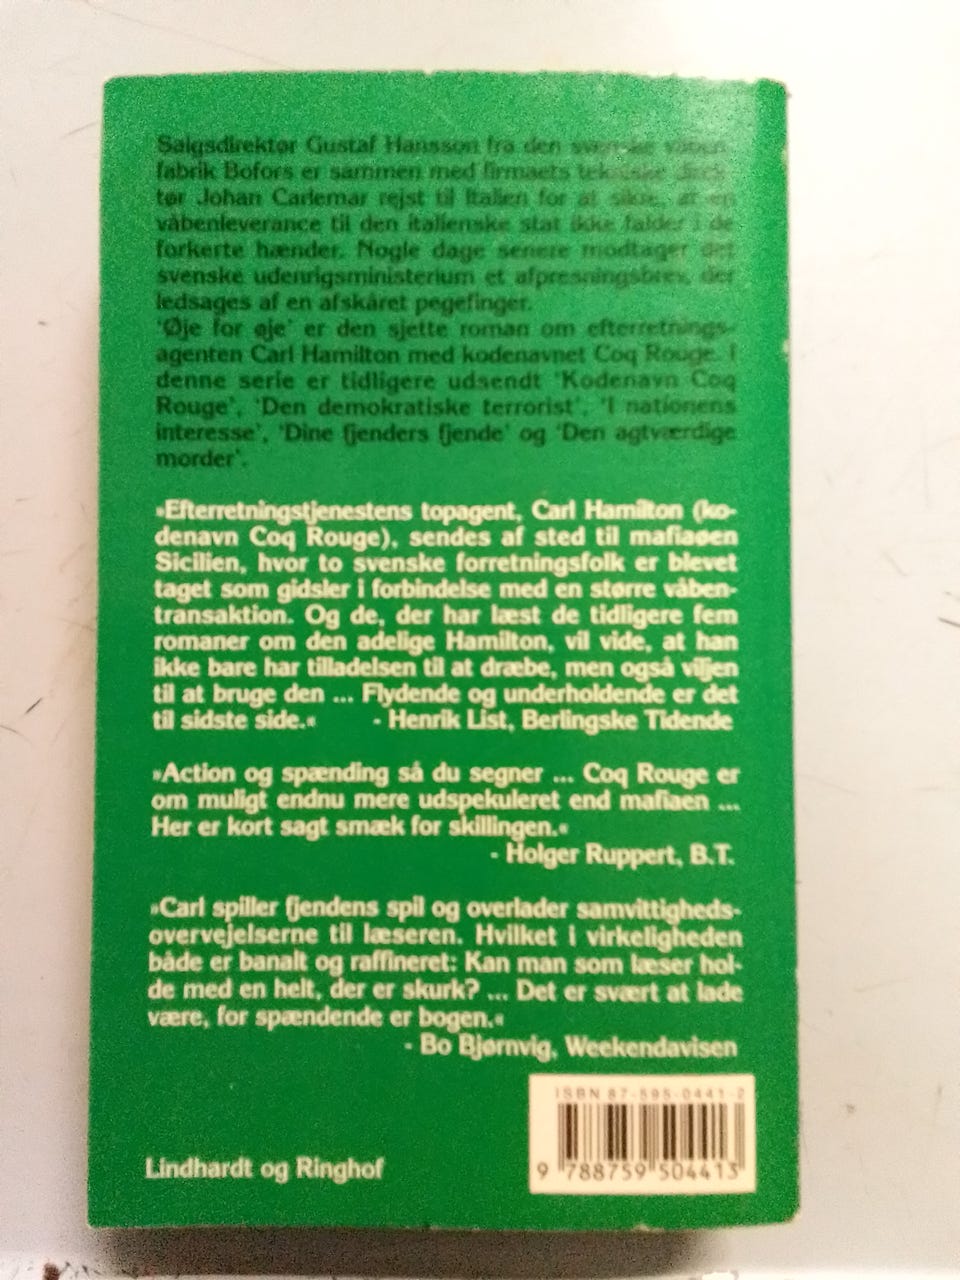 Salgsdirektør Gustaf Hansson fra den svenske våben-
fabrik Bofors er sammen med firmaets tekniske direk-
tør Johan Carlemar rejst til Italien for at sikre, at en
våbenleverance til den italienske stat ikke falder i de
forkerte hænder. Nogle dage senere modtager det
svenske udenrigsministerium et afpresningsbrev, der
ledsages af en afskåret pegefinger.
'Øje for øje' er den sjette roman om efterretnings-
agenten Carl Hamilton med kodenavnet Coq Rouge. I
denne serie er tidligere udsendt 'Kodenavn Coq
Rouge', 'Den demokratiske terrorist', 'I nationens
interesse', 'Dine fjenders fjende' og 'Den agtværdige
morder'.
»Efterretningstjenestens topagent, Carl Hamilton (ko-
denavn Coq Rouge), sendes af sted til mafiaøen
Sicilien, hvor to svenske forretningsfolk er blevet
taget som gidsler i forbindelse med en større våben-
transaktion. Og de, der har læst de tidligere fem
romaner om den adelige Hamilton, vil vide, at han
ikke bare har tilladelsen til at dræbe, men også viljen
til at bruge den ... Flydende og underholdende er det
til sidste side.« - Henrik List, Berlingske Tidende
»Action og spænding så du segner ... Coq Rouge er
om muligt endnu mere udspekuleret end mafiaen ...
Her er kort sagt smæk for skillingen.«
- Holger Ruppert, B.T.
»Carl spiller fjendens spil og overlader samvittigheds-
overvejelserne til læseren. Hvilket i virkeligheden
både er banalt og raffineret: Kan man som læser hol-
de med en helt, der er skurk? ... Det er svært at lade
være, for spændende er bogen.«
- Bo Bjørnvig, Weekendavisen
ISBN 87-595-0441-2
9 788759 504413
Lindhardt og Ringhof